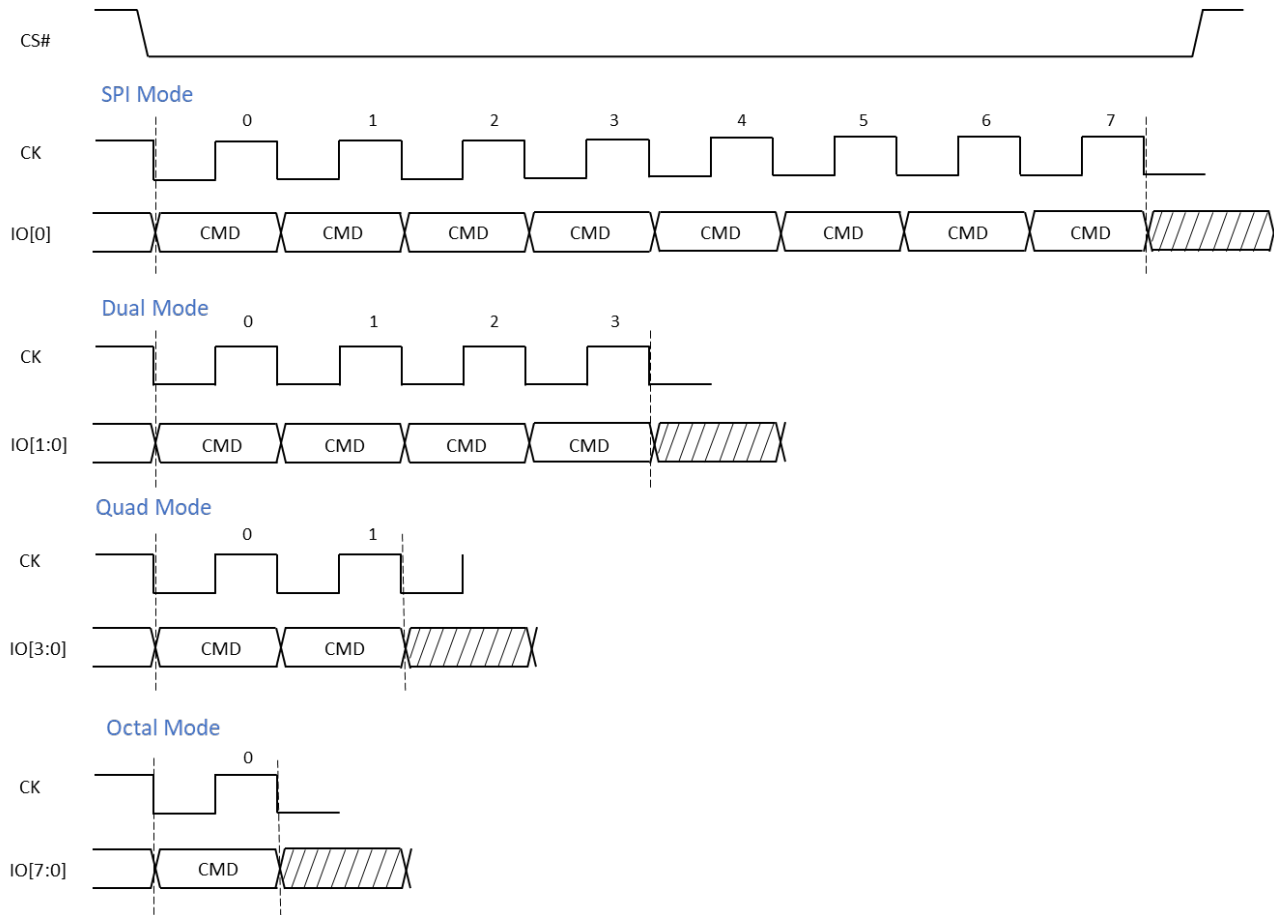 CS#
SPI Mode
0 1 2 3 4 5 6 7
CK
IO[0] CMD CMD CMD CMD CMD CMD CMD CMD
Dual Mode
0 1 2 3
CK
IO[1:0] CMD CMD CMD CMD
Quad Mode
0 1
CK
IO[3:0] CMD CMD
Octal Mode
0
CK
IO[7:0] CMD